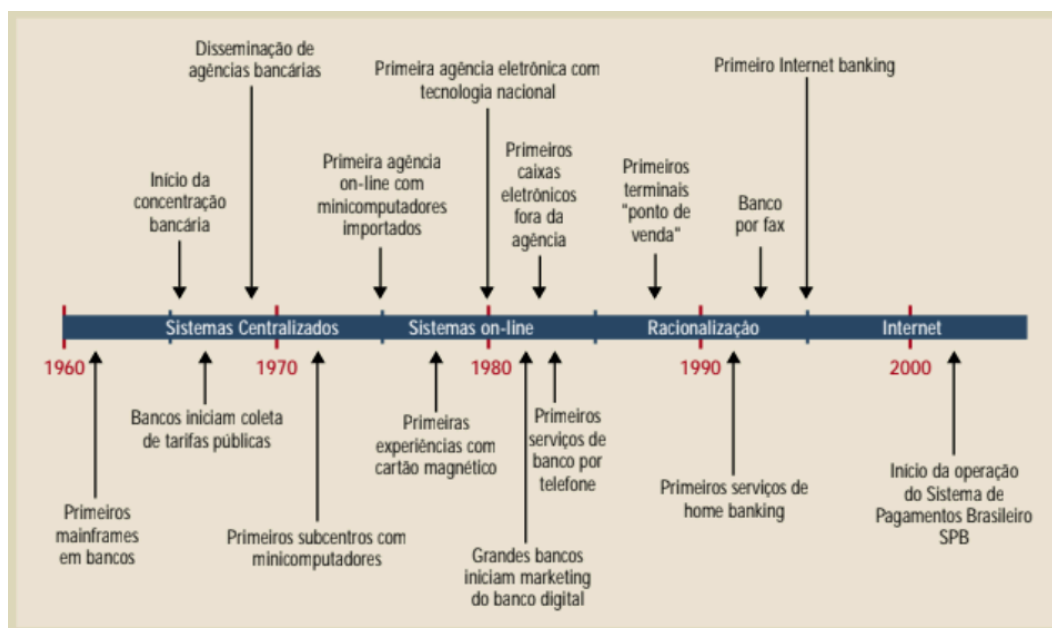 Disseminação de
agências bancárias
Primeira agência eletrônica com
tecnologia nacional
Primeiro Internet banking
Início da
concentração
bancária
Primeira agência
on-line com
minicomputadores
importados
Primeiros
caixas
eletrônicos
fora da
agência
Primeiros
terminais
"ponto de
venda"
Banco
por fax
Sistemas Centralizados
Sistemas on-line
Racionalização
Internet
1960
1970
1980
1990
2000
Primeiros
mainframes
em bancos
Bancos iniciam coleta
de tarifas públicas
Primeiros subcentros com
minicomputadores
Primeiras
experiências com
cartão magnético
Grandes bancos
iniciam marketing
do banco digital
Primeiros
serviços de
banco por
telefone
Primeiros serviços de
home banking
Início da operação
do Sistema de
Pagamentos Brasileiro
SPB